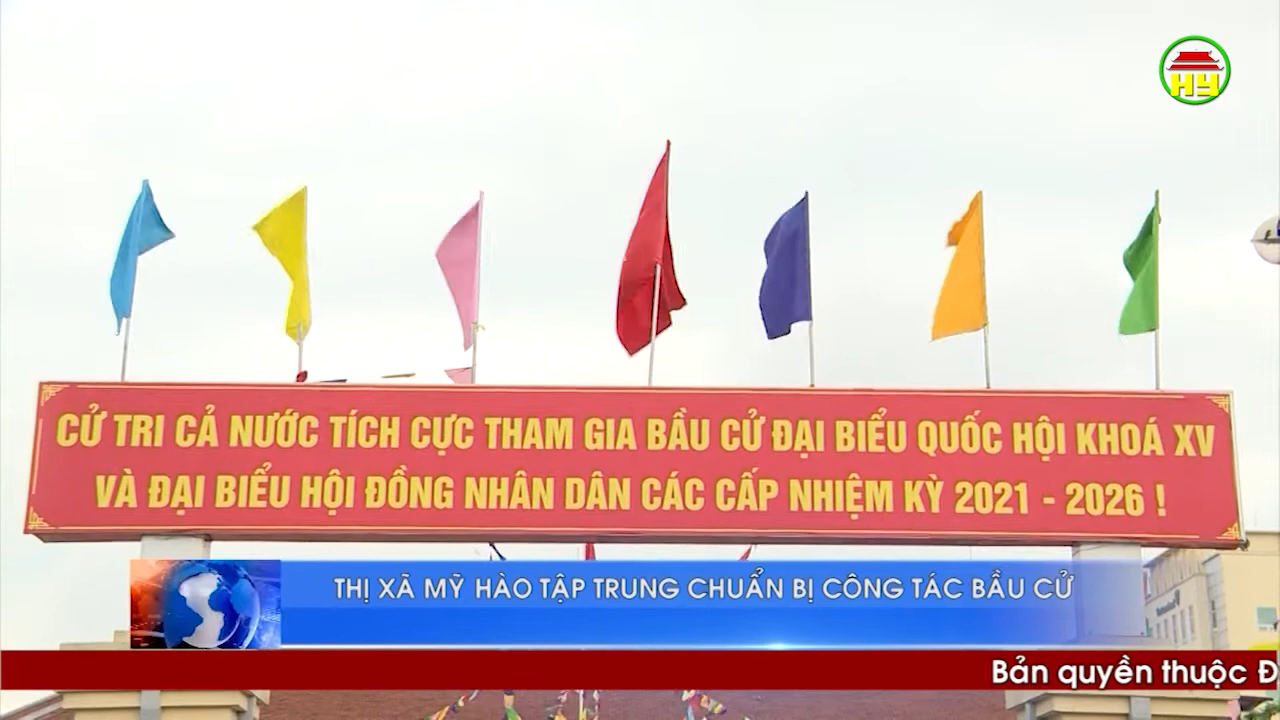 HY
CỬ TRI CẢ NƯỚC TÍCH CỰC THAM GIA BẦU CỬ ĐẠI BIỂU QUỐC HỘI KHOÁ XV
VÀ ĐẠI BIỂU HỘI ĐỒNG NHÂN DÂN CÁC CẤP NHIỆM KỲ 2021 - 2026 !
THỊ XÃ MỸ HÀO TẬP TRUNG CHUẨN BỊ CÔNG TÁC BẦU CỬ
Bản quyền thuộc Đ